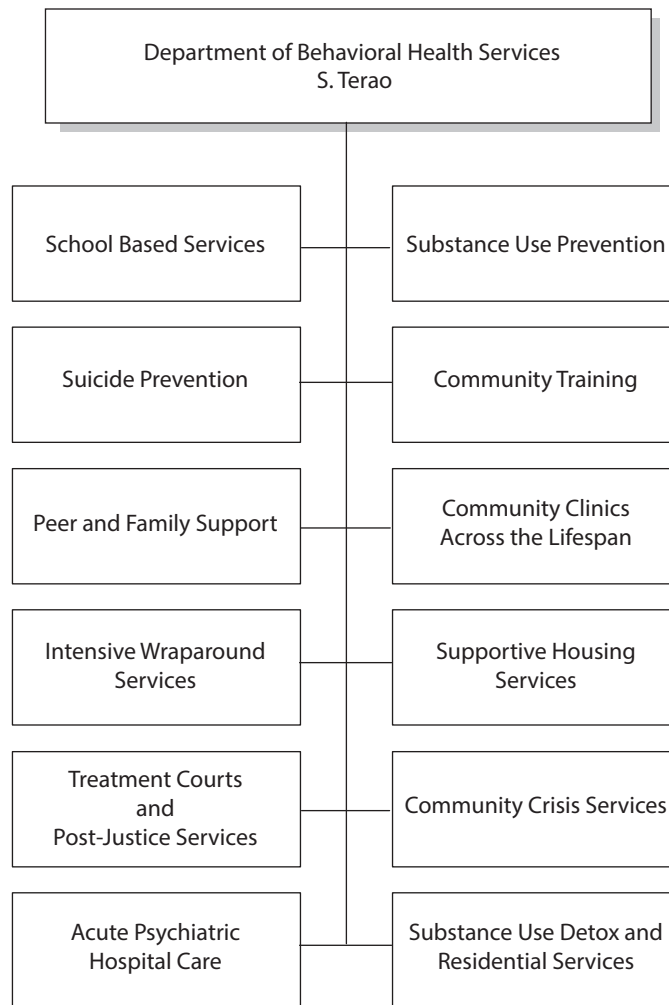 Department of Behavioral Health Services
S. Terao
School Based Services
Substance Use Prevention
Suicide Prevention
Community Training
Peer and Family Support
Community Clinics
Across the Lifespan
Intensive Wraparound
Services
Supportive Housing
Services
Treatment Courts
and
Post-Justice Services
Community Crisis Services
Acute Psychiatric
Hospital Care
Substance Use Detox and
Residential Services